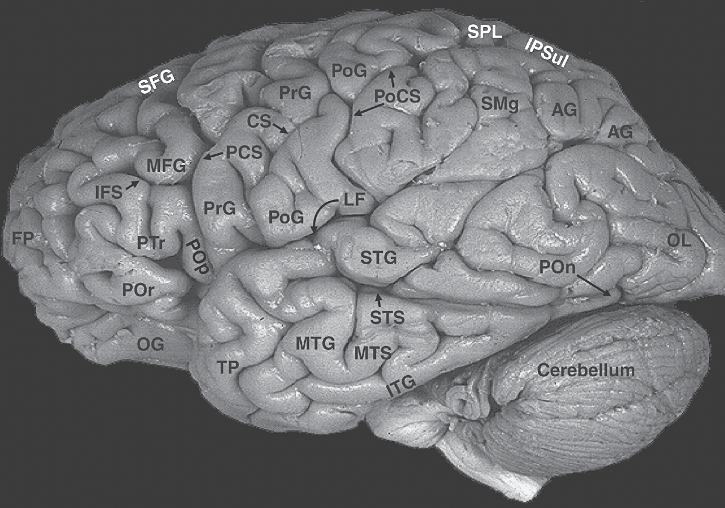 SPL
IPSul
SFG
PoG
PrG
PoCS
SMg
AG
CS
AG
PCS
MFG
IFS
LF
PrG
PoG
FP
PTr
POp
STG
OL
POn
POr
STS
OG
MTG
MTS
TP
Cerebellum
ITG